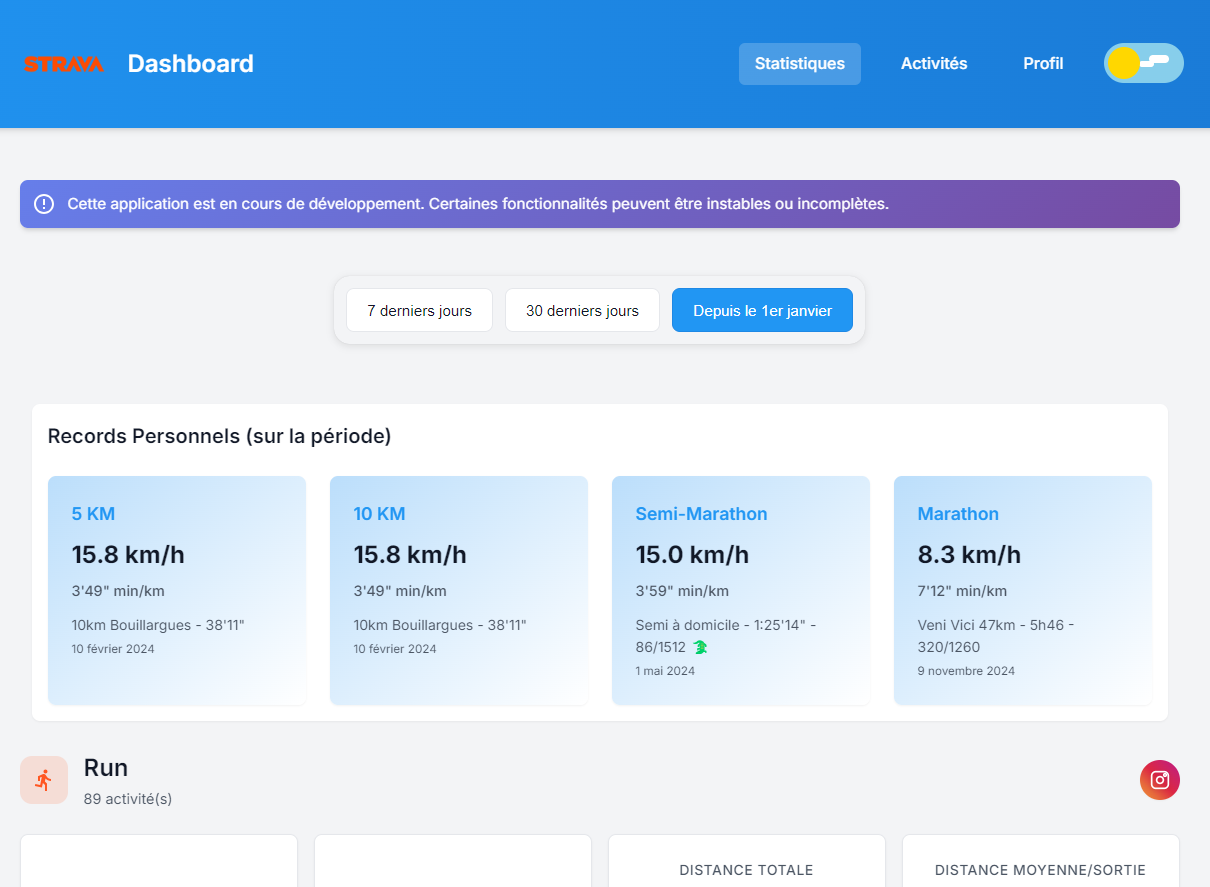 STRAVA Dashboard Statistiques Activités Profil
Cette application est en cours de développement. Certaines fonctionnalités peuvent être instables ou incomplètes.
7 derniers jours 30 derniers jours Depuis le 1er janvier
Records Personnels (sur la période)
5 KM
15.8 km/h
3'49" min/km
10km Bouillargues - 38'11"
10 février 2024
10 KM
15.8 km/h
3'49" min/km
10km Bouillargues - 38'11"
10 février 2024
Semi-Marathon
15.0 km/h
3'59" min/km
Semi à domicile - 1:25'14" -
86/1512
1 mai 2024
Marathon
8.3 km/h
7'12" min/km
Veni Vici 47km - 5h46 -
320/1260
9 novembre 2024
Run
89 activité(s)
DISTANCE TOTALE
DISTANCE MOYENNE/SORTIE